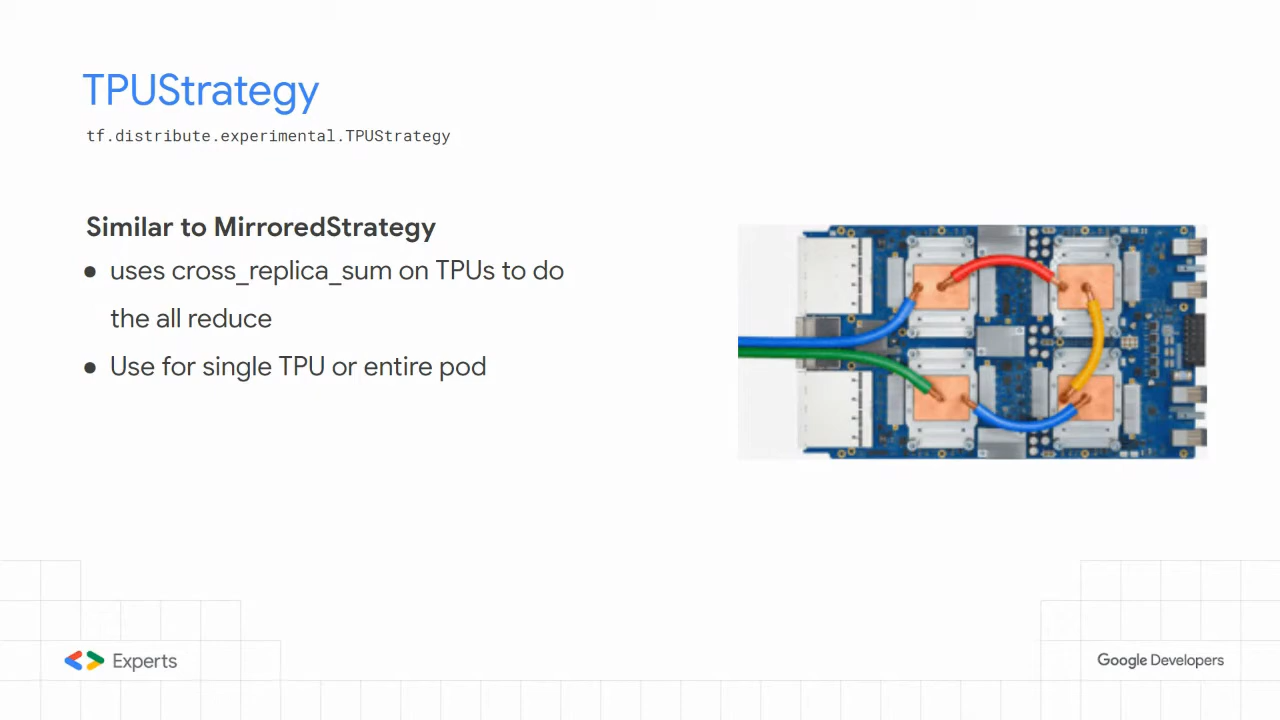 TPUStrategy
tf.distribute.experimental.TPUStrategy
Similar to MirroredStrategy
● uses cross_replica_sum on TPUs to do
the all reduce
● Use for single TPU or entire pod
Experts
Google Developers